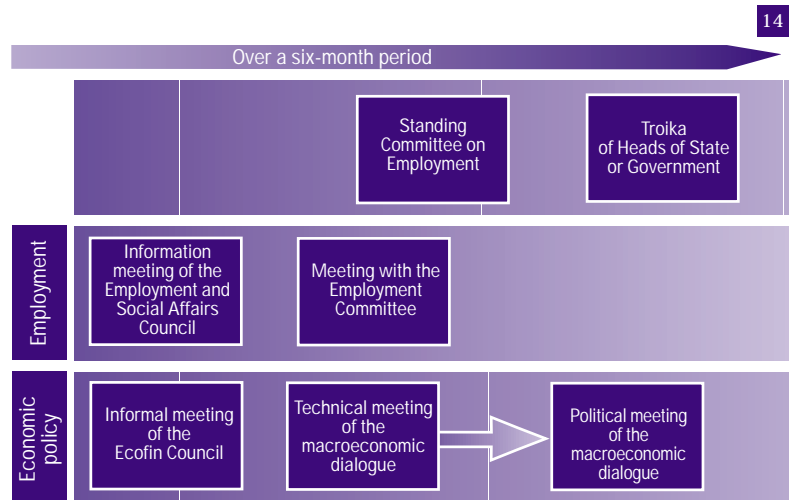 14
Over a six-month period
Standing
Committee on
Employment
Troika
of Heads of State
or Government
Employment
Information
meeting of the
Employment and
Social Affairs
Council
Meeting with the
Employment
Committee
Economic
policy
Informal meeting
of the
Ecofin Council
Technical meeting
of the
macroeconomic
dialogue
Political meeting
of the
macroeconomic
dialogue